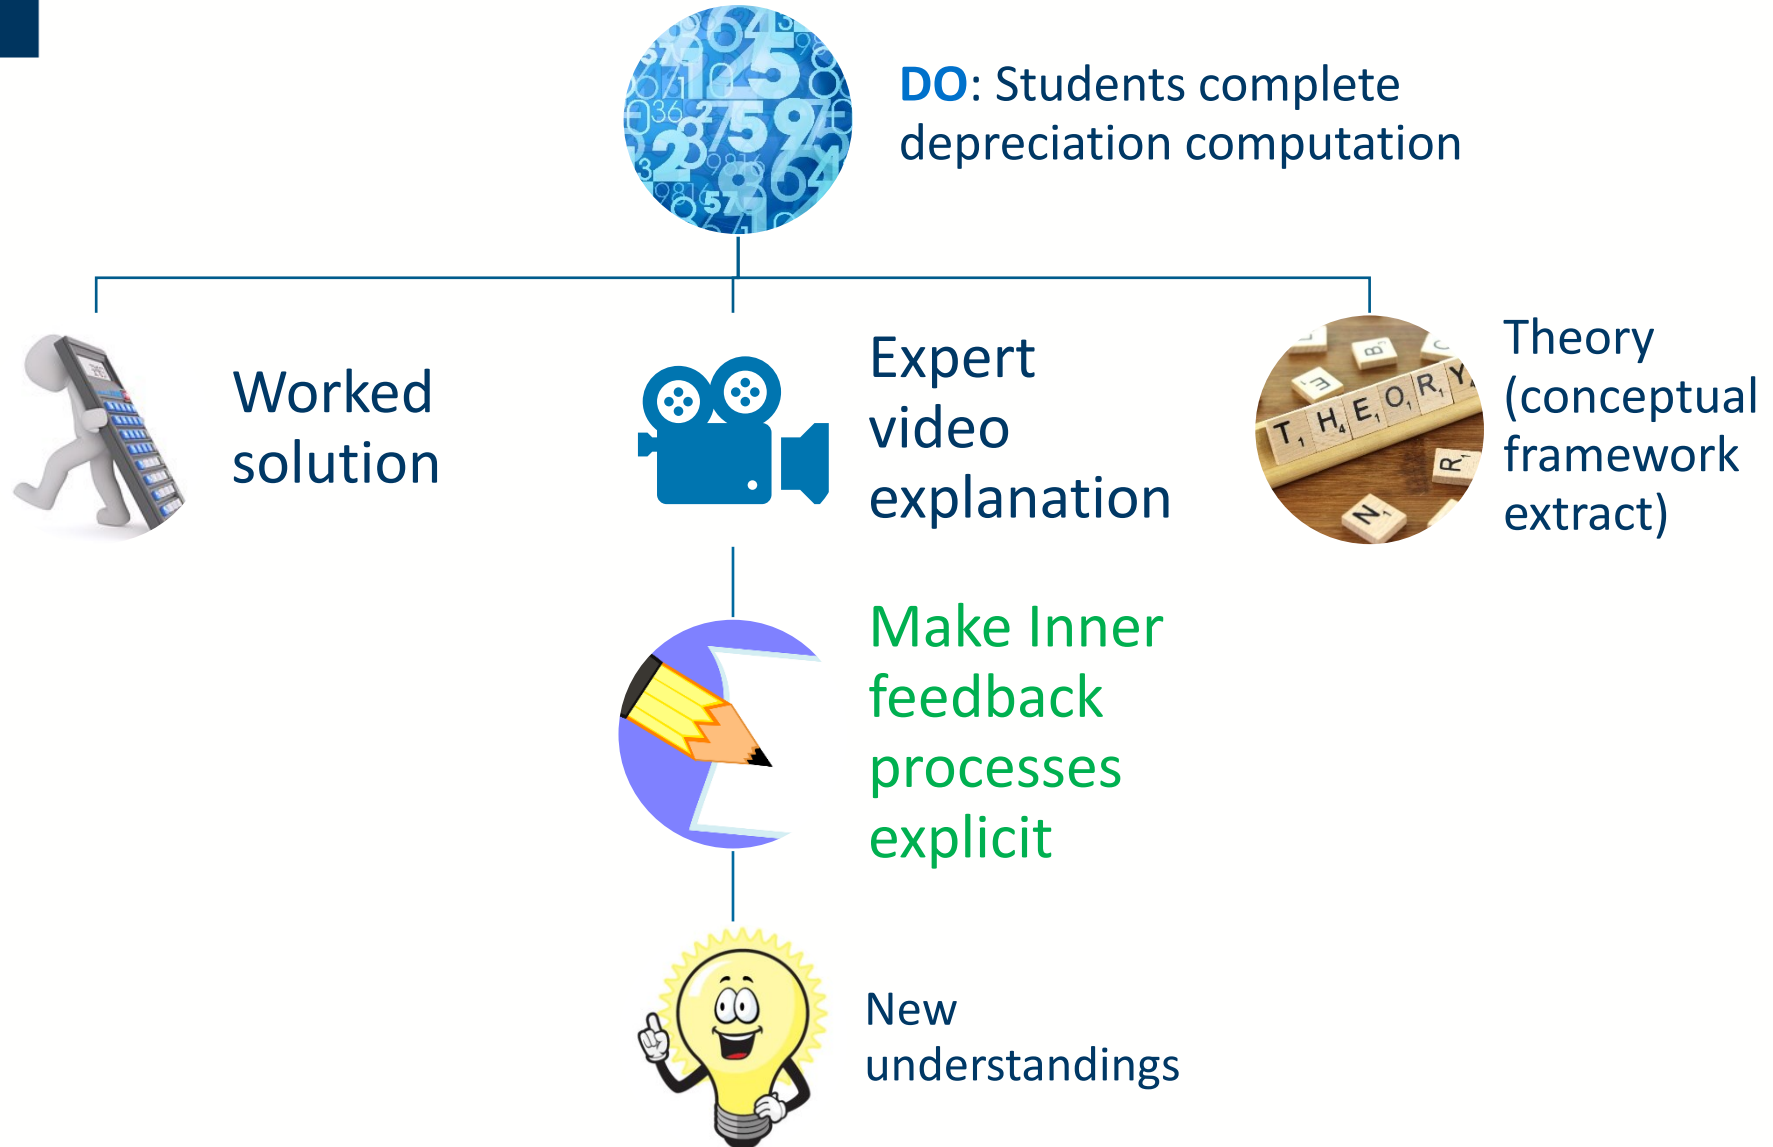 DO: Students complete
depreciation computation
Worked
solution
Expert
video
explanation
THEORY
Theory
(conceptual
framework
extract)
Make Inner
feedback
processes
explicit
New
understandings